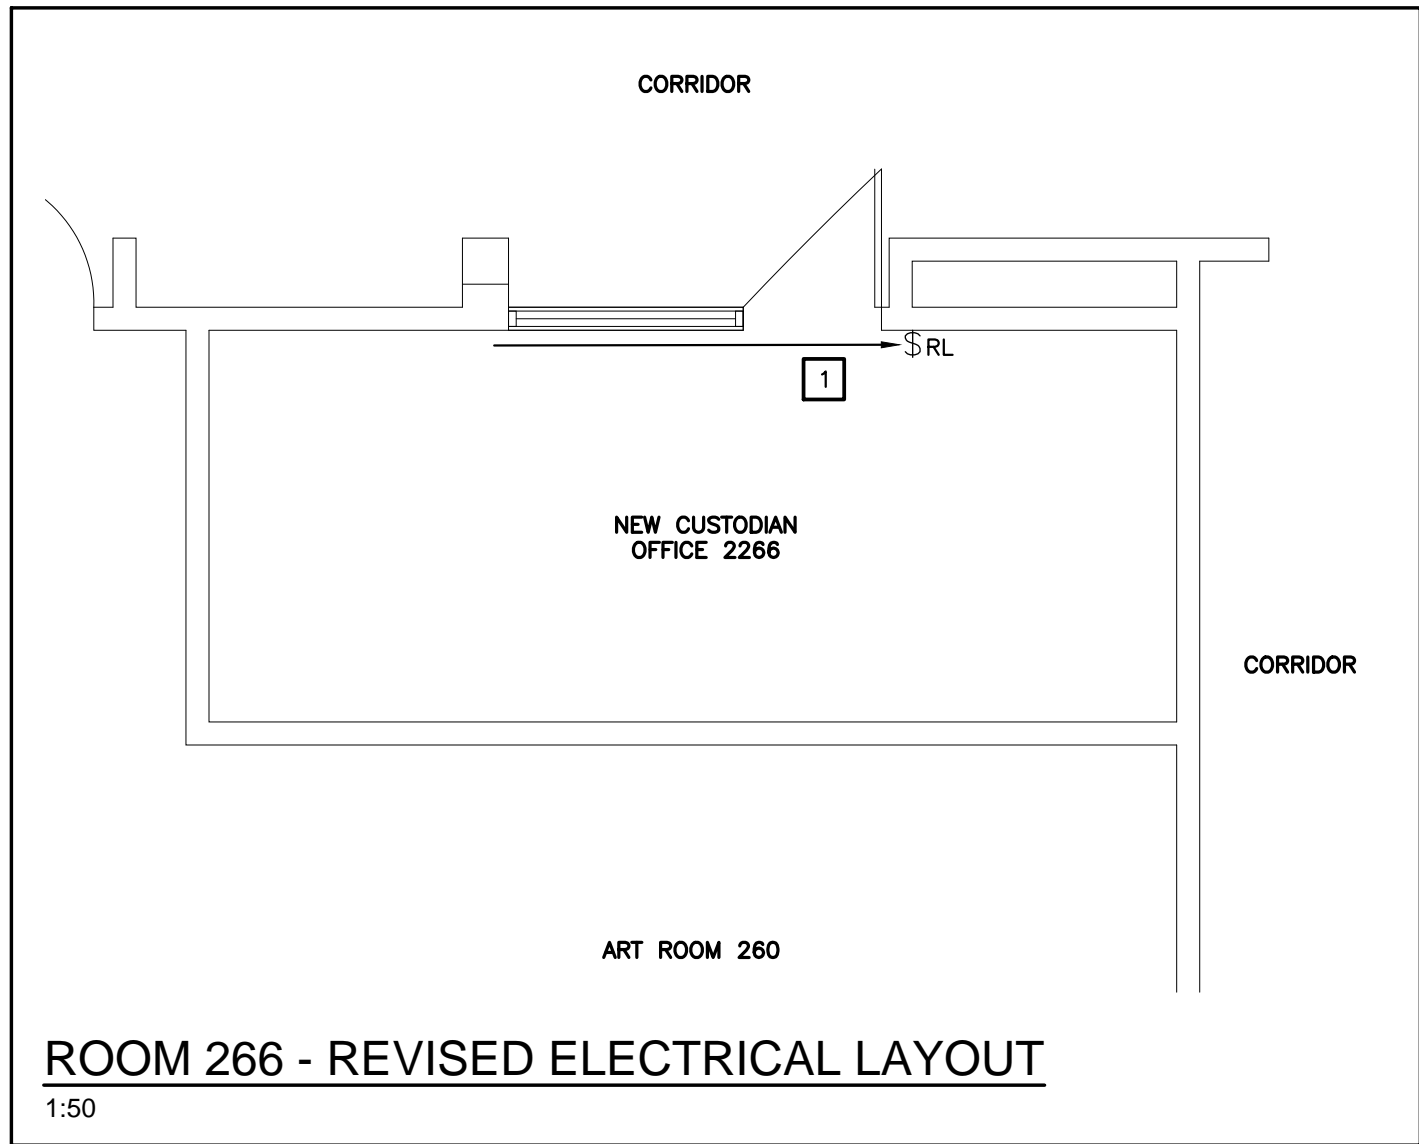 CORRIDOR
$ RL
1
NEW CUSTODIAN
OFFICE 2266
CORRIDOR
ART ROOM 260
ROOM 266 - REVISED ELECTRICAL LAYOUT
1:50